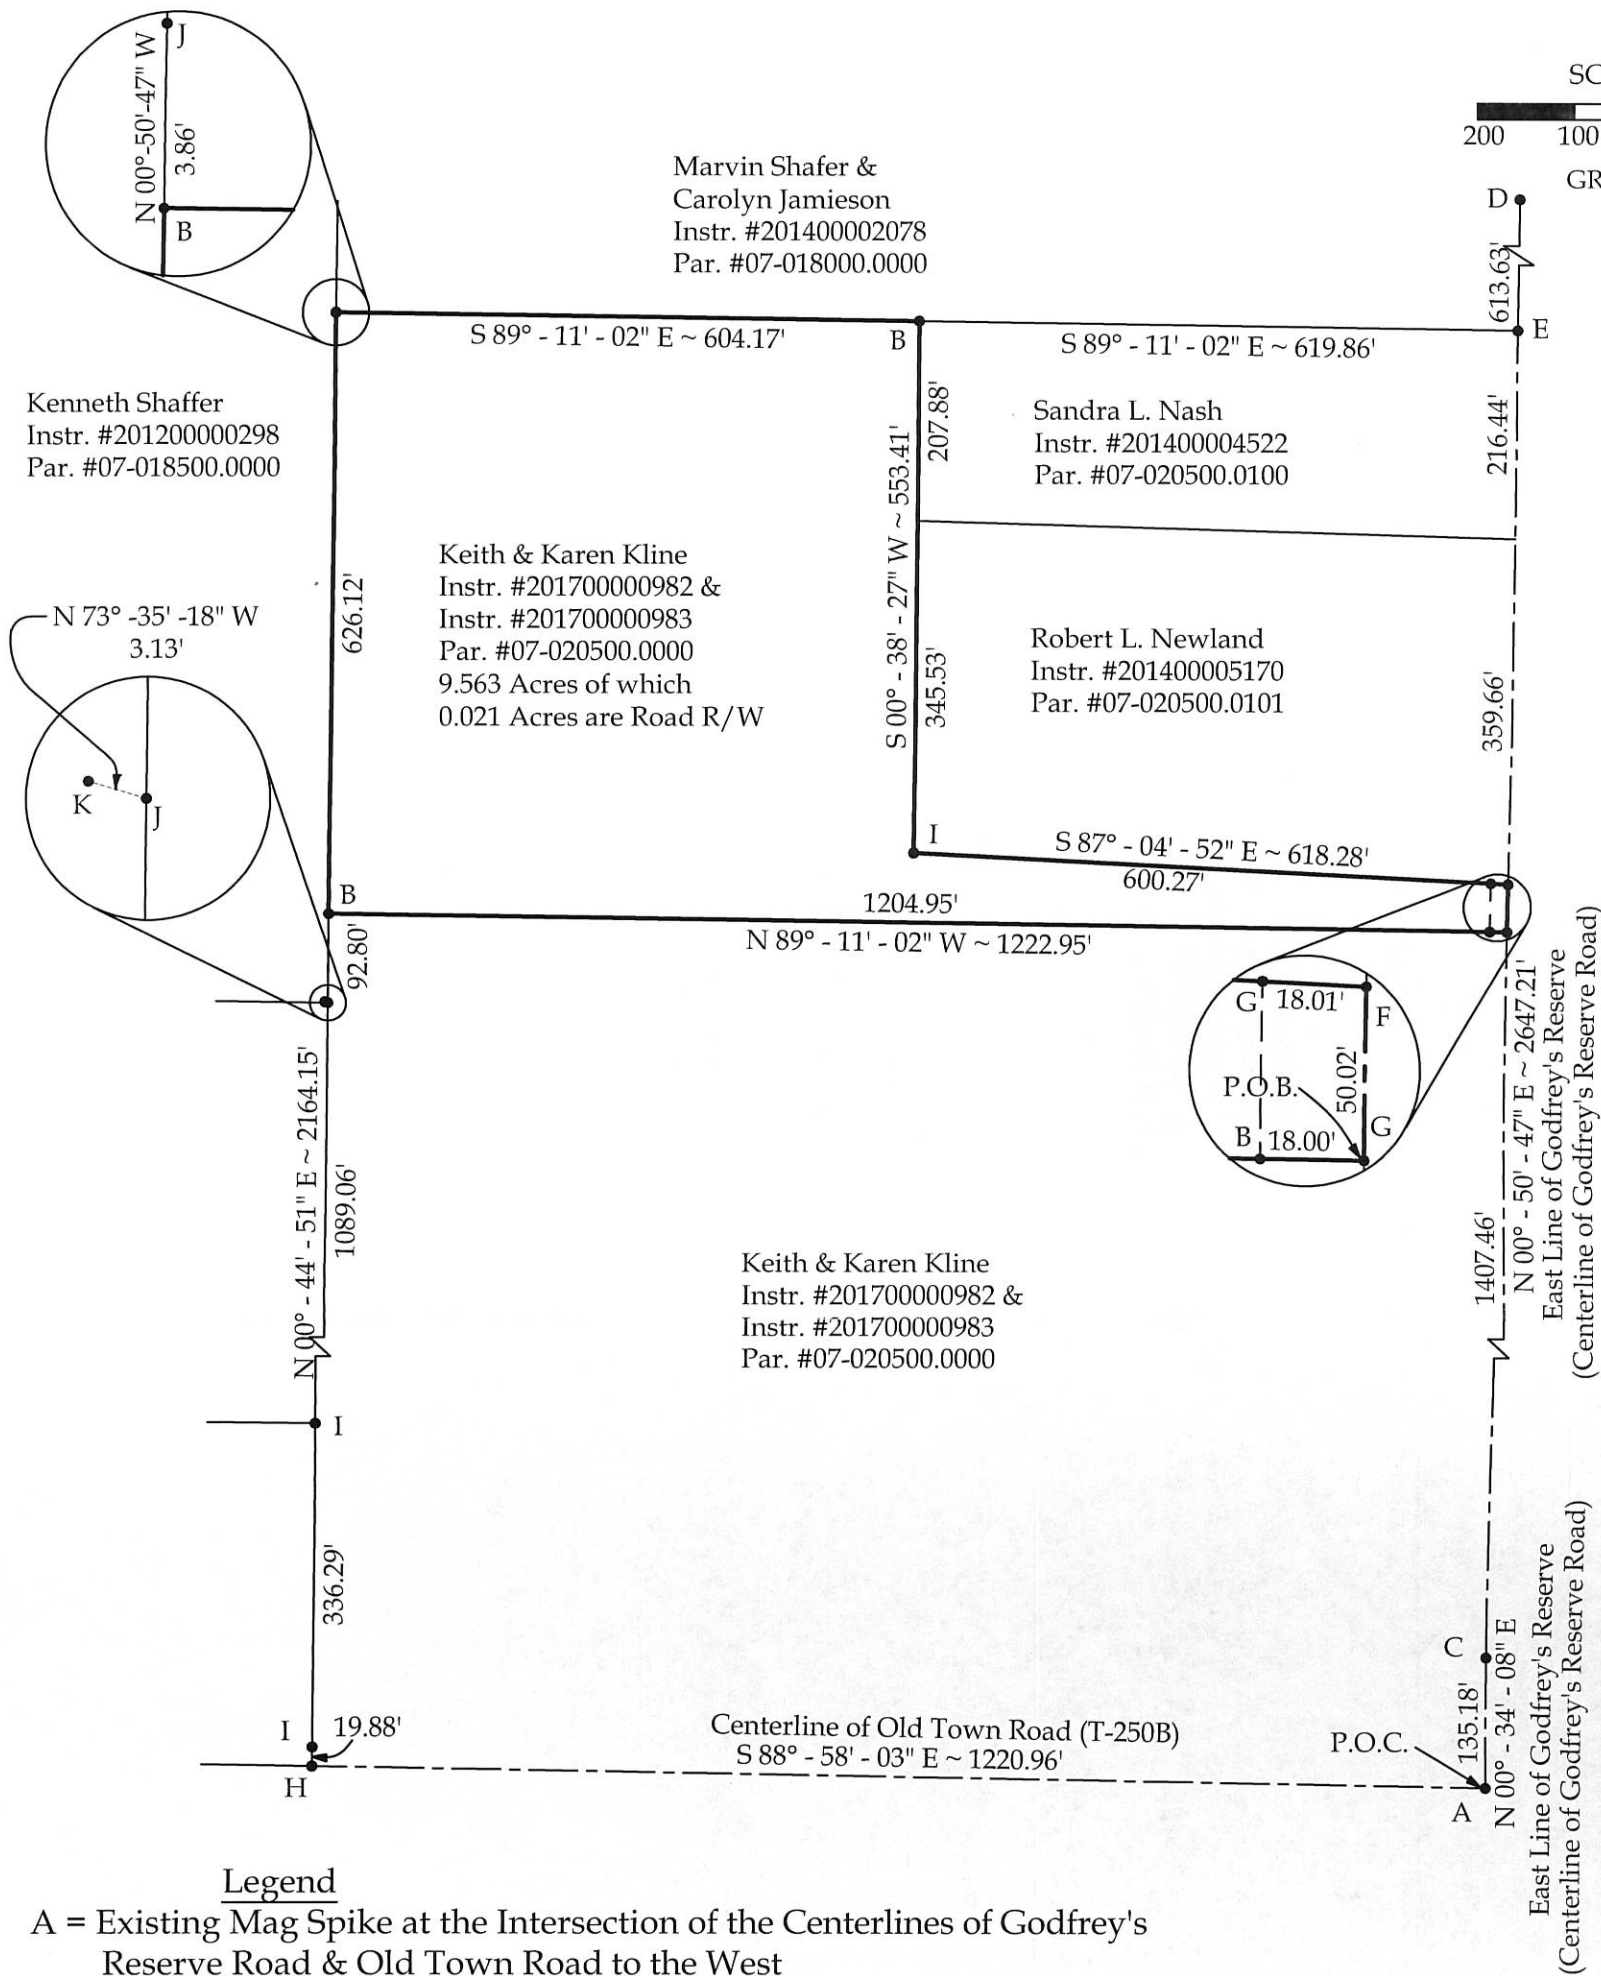 J
N 00°-50'-47" W
3.86'
B
SC
200 100
GR
Marvin Shafer &
Carolyn Jamieson
Instr. #201400002078
Par. #07-018000.0000
D
613.63'
E
S 89° - 11' - 02" E ~ 604.17'
B
S 89° - 11' - 02" E ~ 619.86'
Kenneth Shaffer
Instr. #201200000298
Par. #07-018500.0000
207.88'
S 00° - 38' - 27" W ~ 553.41'
345.53'
Sandra L. Nash
Instr. #201400004522
Par. #07-020500.0100
216.44'
Keith & Karen Kline
Instr. #201700000982 &
Instr. #201700000983
Par. #07-020500.0000
9.563 Acres of which
0.021 Acres are Road R/W
626.12'
N 73° -35' -18" W
3.13'
K
J
Robert L. Newland
Instr. #201400005170
Par. #07-020500.0101
359.66'
I
S 87° - 04' - 52" E ~ 618.28'
600.27'
B
1204.95'
N 89° - 11' - 02" W ~ 1222.95'
92.80'
G 18.01'
F
50.02'
P.O.B.
G
B 18.00'
N 00° - 50' - 47" E ~ 2647.21'
East Line of Godfrey's Reserve
(Centerline of Godfrey's Reserve Road)
1407.46'
N 00° - 44' - 51" E ~ 2164.15'
1089.06'
Keith & Karen Kline
Instr. #201700000982 &
Instr. #201700000983
Par. #07-020500.0000
I
336.29'
C
135.18'
N 00° - 34' - 08" E
East Line of Godfrey's Reserve
(Centerline of Godfrey's Reserve Road)
I 19.88'
H
Centerline of Old Town Road (T-250B)
S 88° - 58' - 03" E ~ 1220.96'
P.O.C.
A
Legend
A = Existing Mag Spike at the Intersection of the Centerlines of Godfrey's
Reserve Road & Old Town Road to the West